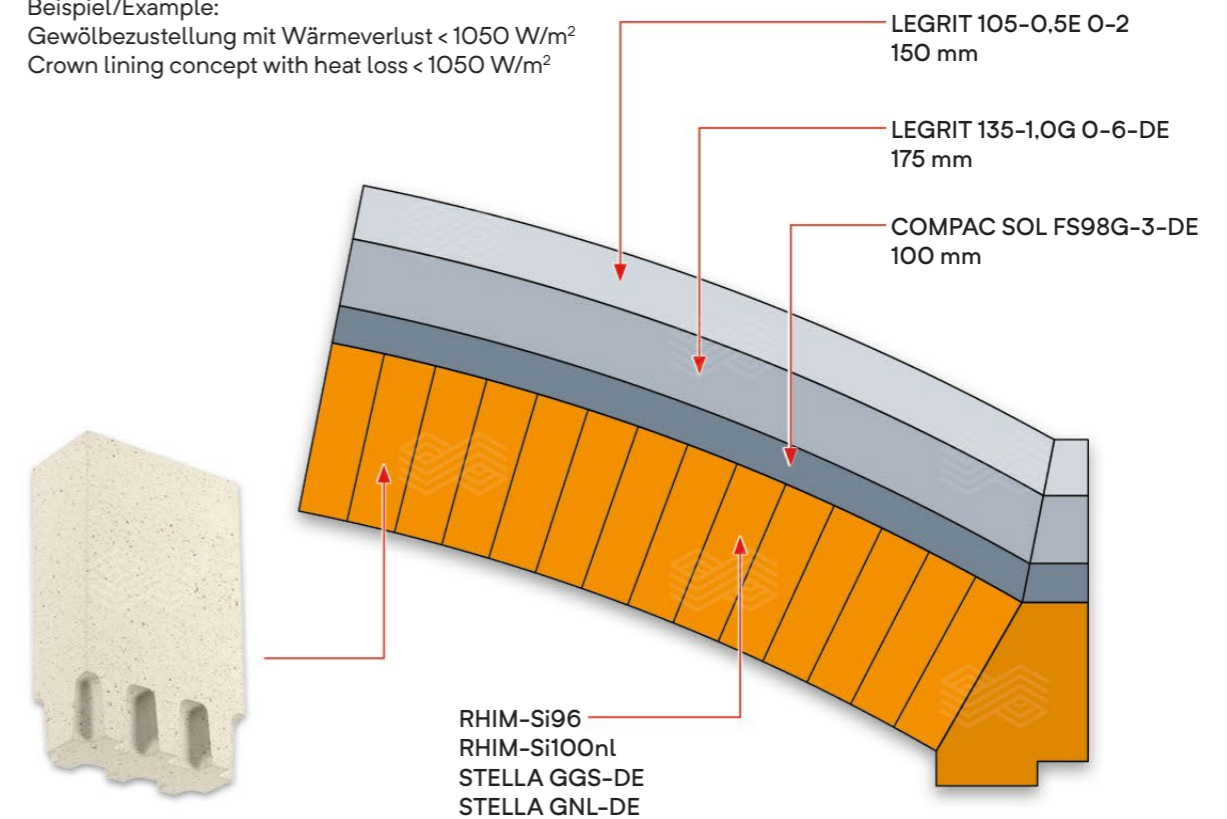 Beispiel/Example:
Gewölbezustellung mit Wärmeverlust < 1050 W/m²
Crown lining concept with heat loss < 1050 W/m²
LEGRIT 105-0,5E 0-2
150 mm
LEGRIT 135-1,0G 0-6-DE
175 mm
COMPAC SOL FS98G-3-DE
100 mm
RHIM-Si96
RHIM-Si100nl
STELLA GGS-DE
STELLA GNL-DE